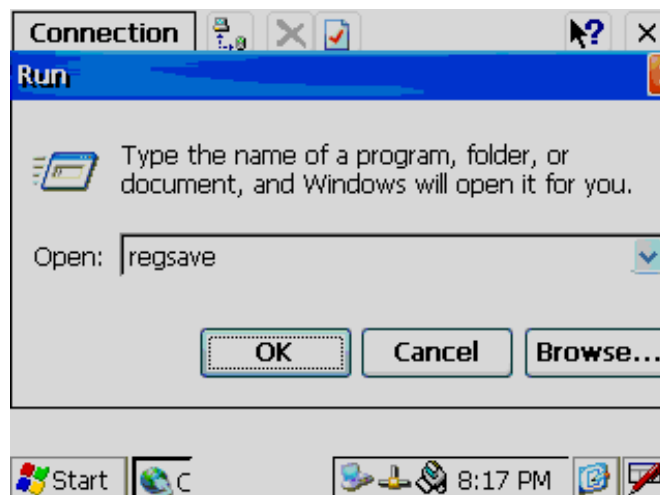 Connection
Run
Type the name of a program, folder, or
document, and Windows will open it for you.
Open: regsave
OK Cancel Browse...
Start C 8:17 PM